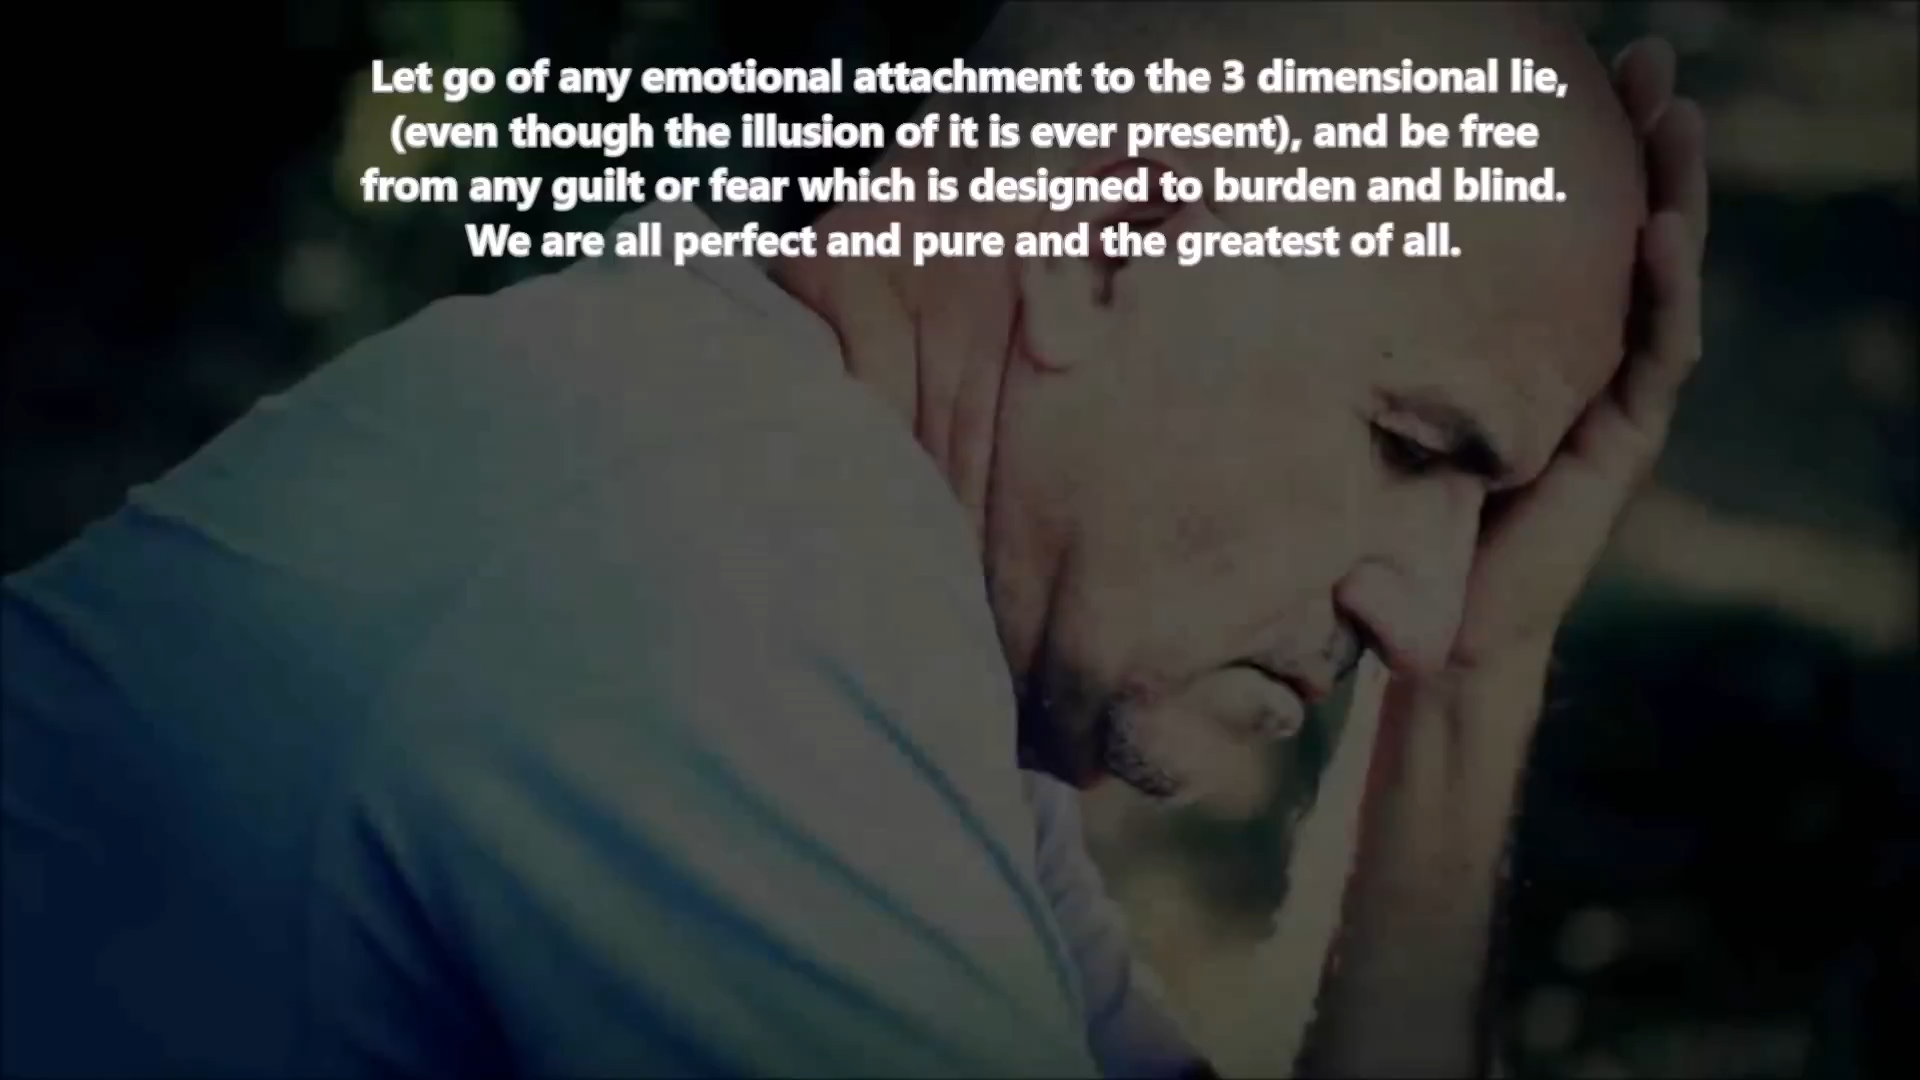 Let go of any emotional attachment to the 3 dimensional lie,
(even though the illusion of it is ever present), and be free
from any guilt or fear which is designed to burden and blind.
We are all perfect and pure and the greatest of all.